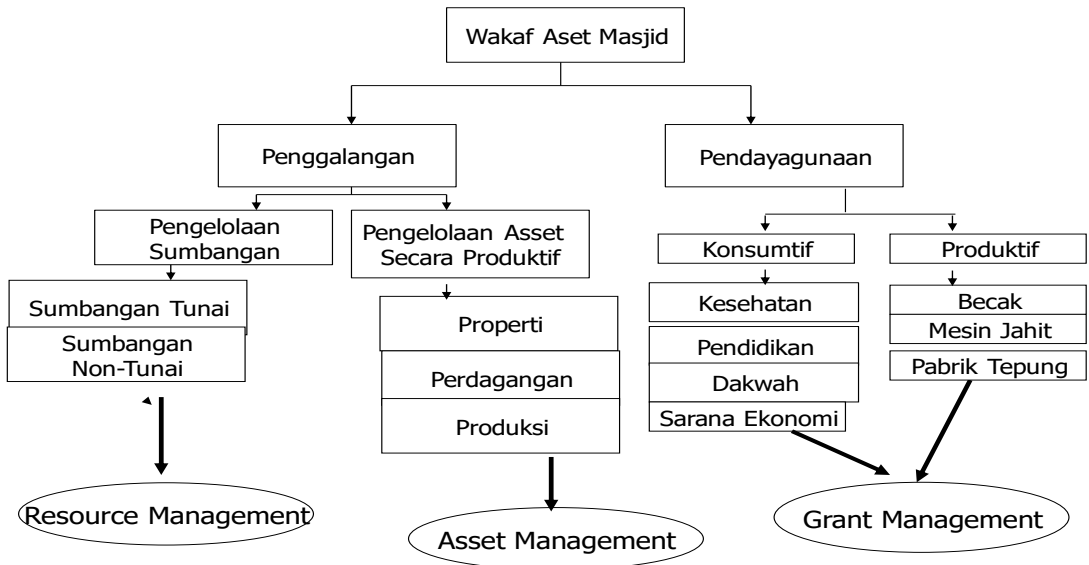 Wakaf Aset Masjid
Penggalangan
Pendayagunaan
Pengelolaan
Sumbangan
Pengelolaan Asset
Secara Produktif
Konsumtif
Produktif
Sumbangan Tunai
Sumbangan
Non-Tunai
Properti
Perdagangan
Produksi
Kesehatan
Pendidikan
Dakwah
Sarana Ekonomi
Becak
Mesin Jahit
Pabrik Tepung
Resource Management
Asset Management
Grant Management